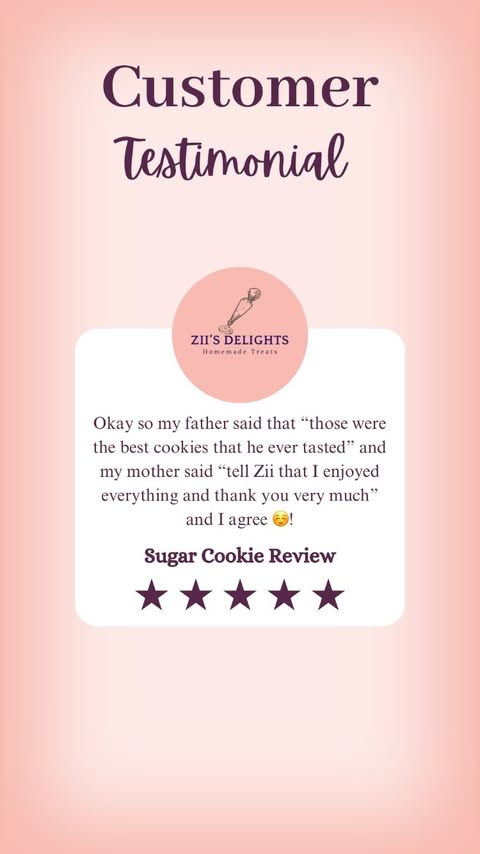 Customer
Testimonial
ZII'S DELIGHTS
Homemade Treats
Okay so my father said that “those were
the best cookies that he ever tasted” and
my mother said “tell Zii that I enjoyed
everything and thank you very much”
and I agree ☺️!
Sugar Cookie Review